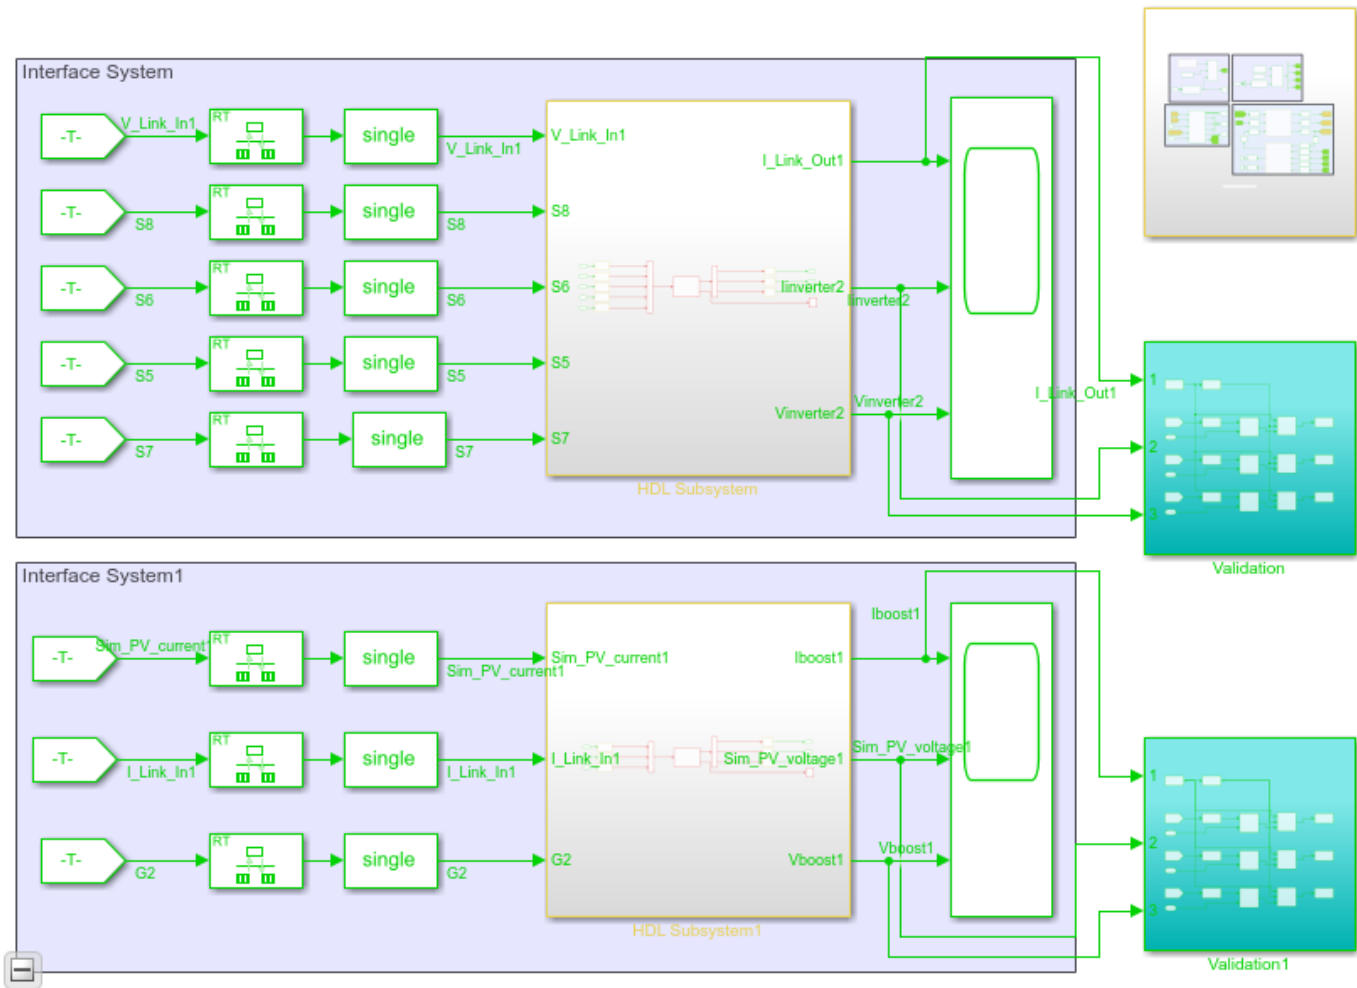 Interface System
-T-
V_Link_In1
RT
single
V_Link_In1
V_Link_In1
I_Link_Out1
-T-
S8
RT
single
S8
S8
-T-
S6
RT
single
S6
S6
Iinverter2
Iinverter2
-T-
S5
RT
single
S5
S5
-T-
S7
RT
single
S7
S7
Vinverter2
Vinverter2
HDL Subsystem
I_Link_Out1
1
2
3
Validation
Interface System1
-T-
Sim_PV_current1
RT
single
Sim_PV_current1
Sim_PV_current1
Iboost1
Iboost1
-T-
I_Link_In1
RT
single
I_Link_In1
I_Link_In1
Sim_PV_voltage1
Sim_PV_voltage1
-T-
G2
RT
single
G2
G2
Vboost1
Vboost1
HDL Subsystem1
1
2
3
Validation1